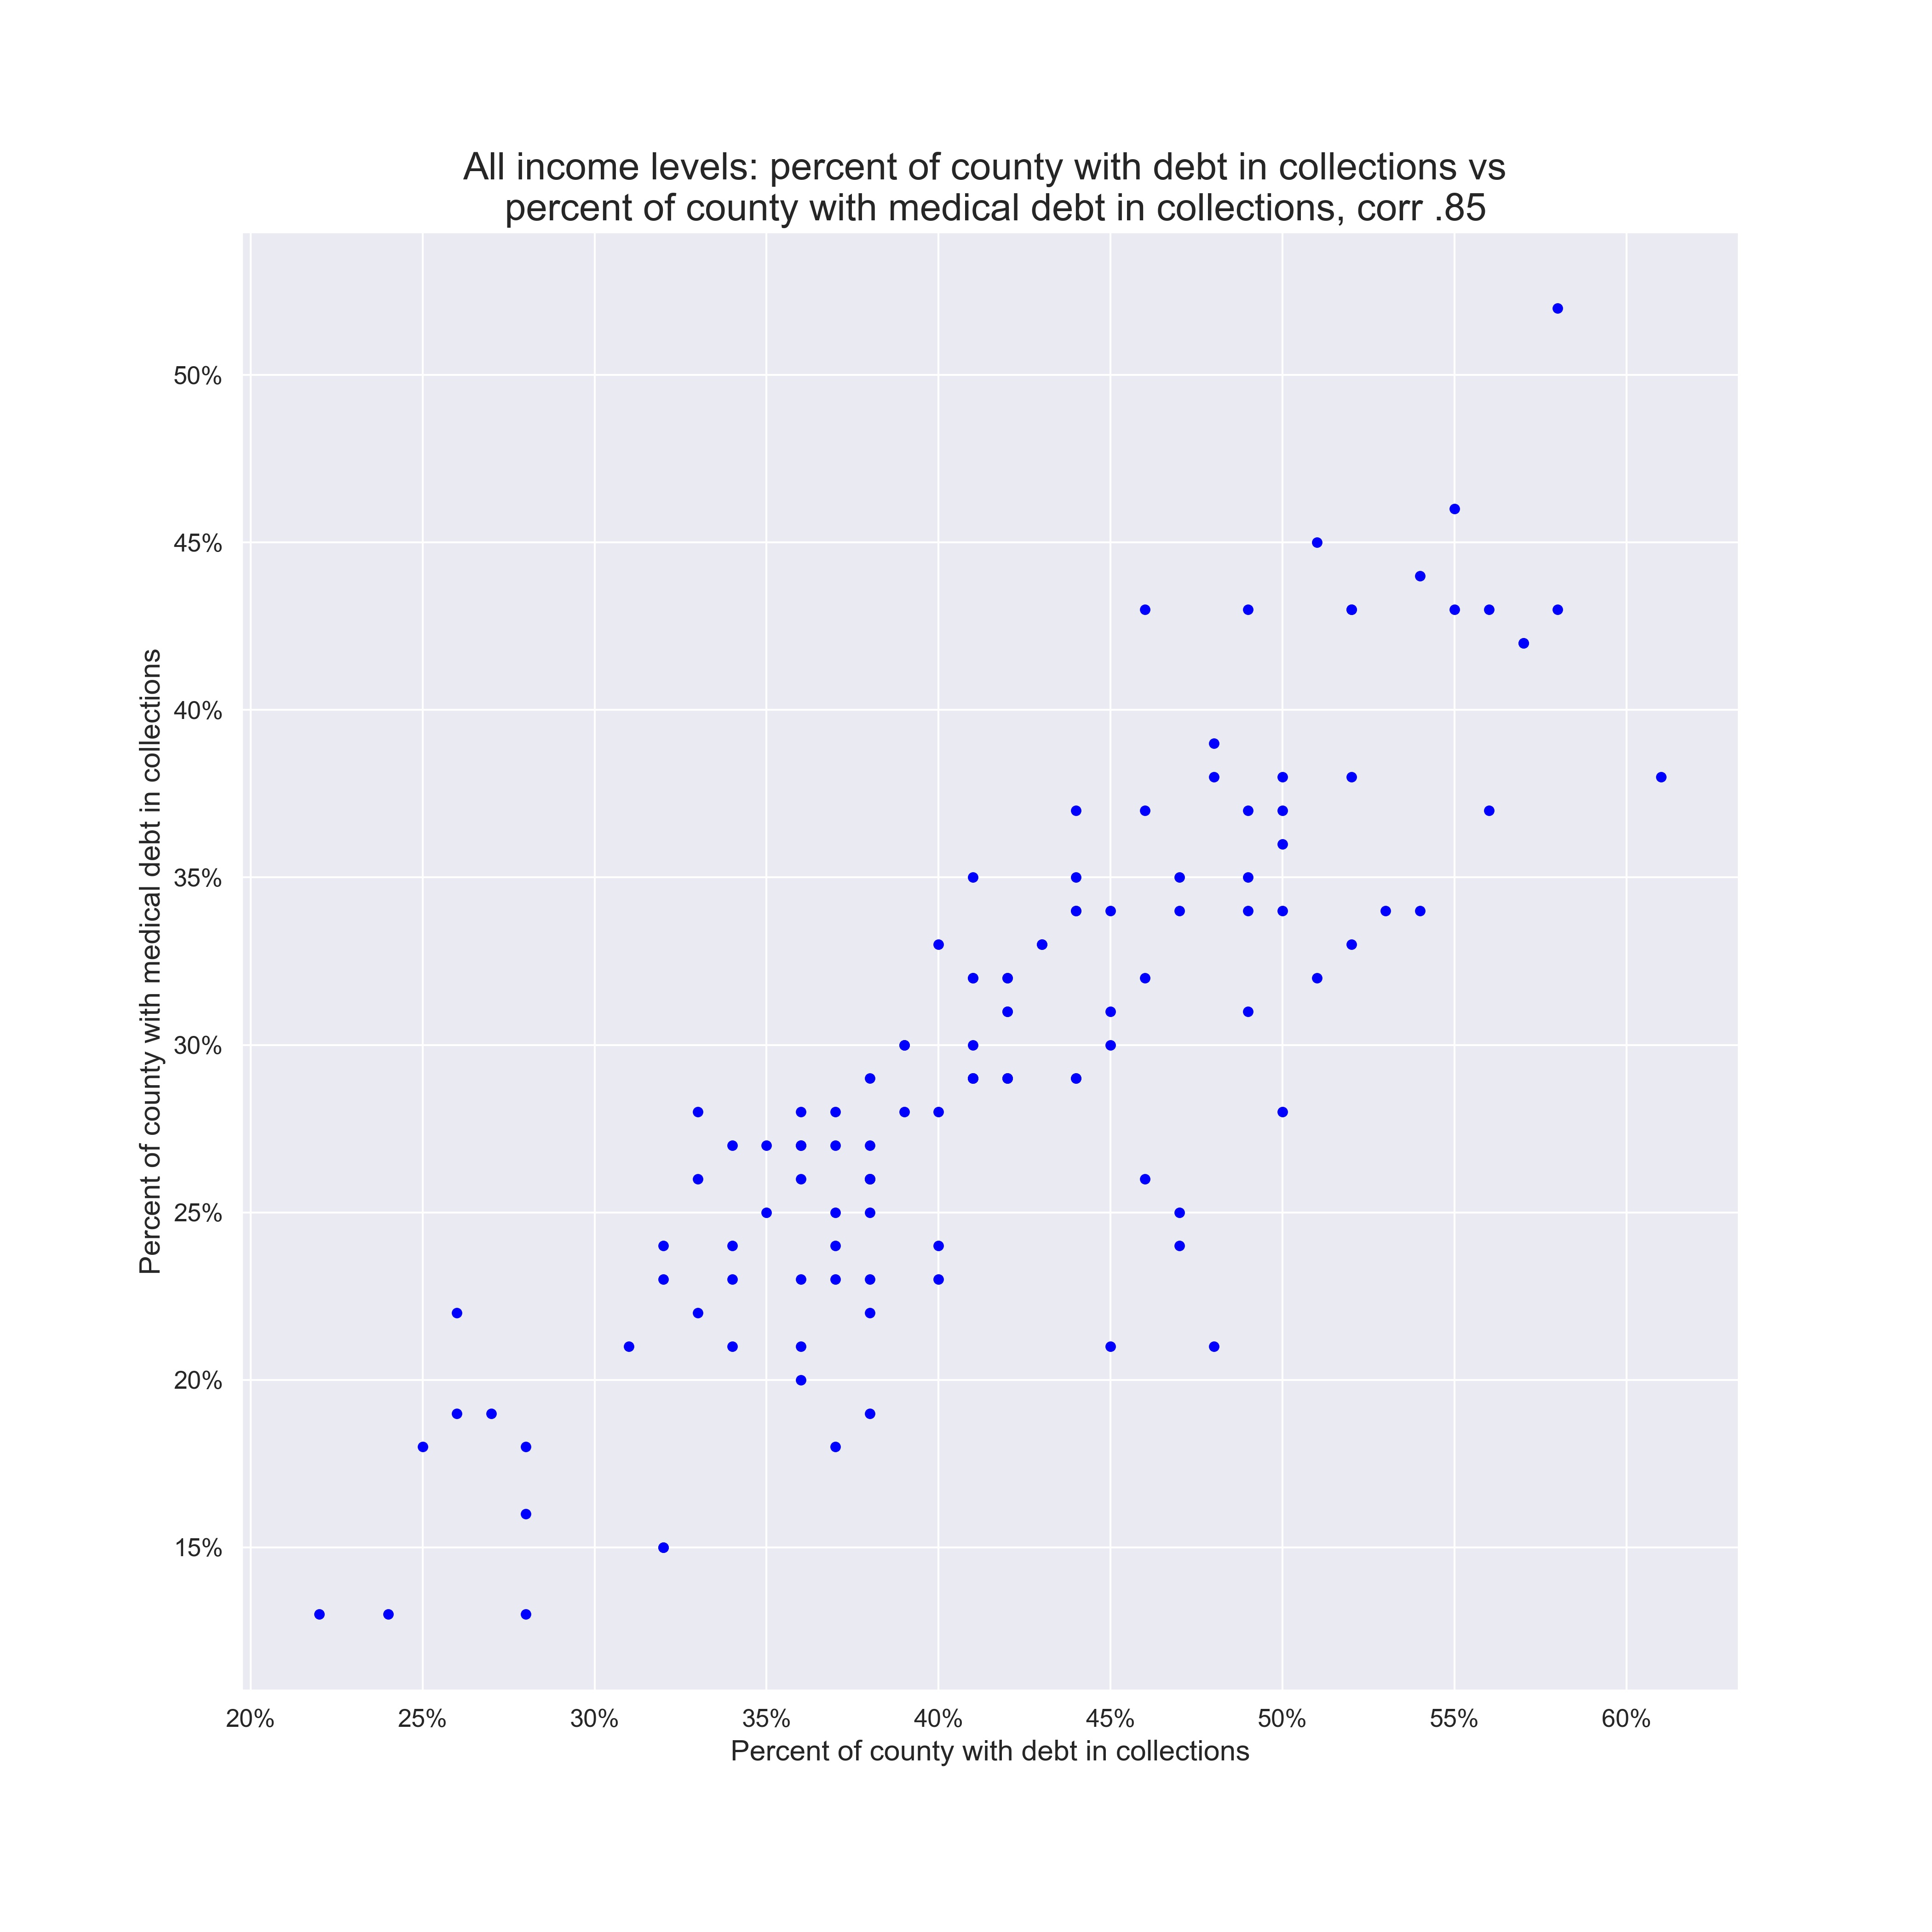 All income levels: percent of county with debt in collections vs
percent of county with medical debt in collections, corr .85
Percent of county with medical debt in collections
50%
45%
40%
35%
30%
25%
20%
15%
20% 25% 30% 35% 40% 45% 50% 55% 60%
Percent of county with debt in collections